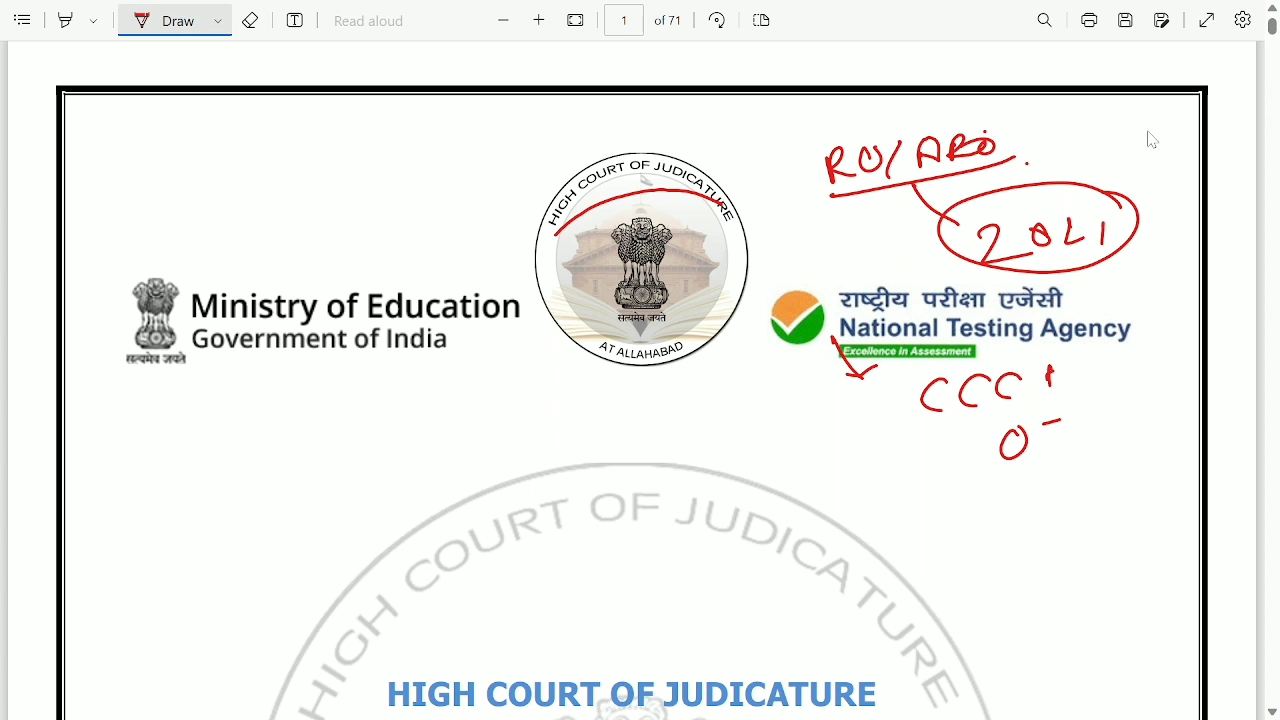 Draw
Read aloud
1 of 71
RO/ARO.
2021
HIGH COURT OF JUDICATURE
सत्यमेव जयते
AT ALLAHABAD
सत्यमेव जयते
Ministry of Education
Government of India
राष्ट्रीय परीक्षा एजेंसी
National Testing Agency
Excellence in Assessment
CCC
O
HIGH COURT OF JUDICATURE
HIGH COURT OF JUDICATURE